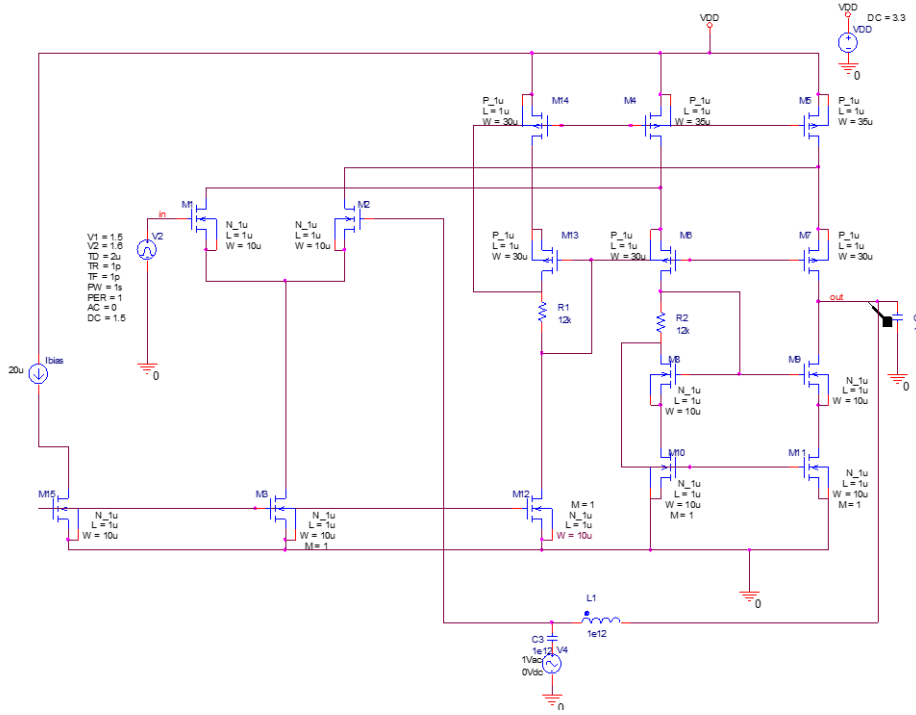 VDD
VDD
DC = 3.3
VDD
0
P_1u
L = 1u
W = 30u
M14
P_1u
L = 1u
W = 35u
M4
P_1u
L = 1u
W = 35u
M5
in
M1
N_1u
L = 1u
W = 10u
M2
N_1u
L = 1u
W = 10u
V2
V1 = 1.5
V2 = 1.6
TD = 2u
TR = 1p
TF = 1p
PW = 1s
PER = 1
AC = 0
DC = 1.5
0
P_1u
L = 1u
W = 30u
M13
P_1u
L = 1u
W = 30u
M6
P_1u
L = 1u
W = 30u
M7
R1
12k
R2
12k
out
0
Ibias
20u
N_1u
L = 1u
W = 10u
M9
N_1u
L = 1u
W = 10u
M10
N_1u
L = 1u
W = 10u
M = 1
M11
N_1u
L = 1u
W = 10u
M = 1
M15
N_1u
L = 1u
W = 10u
M3
N_1u
L = 1u
W = 10u
M = 1
M12
M = 1
N_1u
L = 1u
W = 10u
0
L1
1e12
C3
1e12
V4
1Vac
0Vdc
0